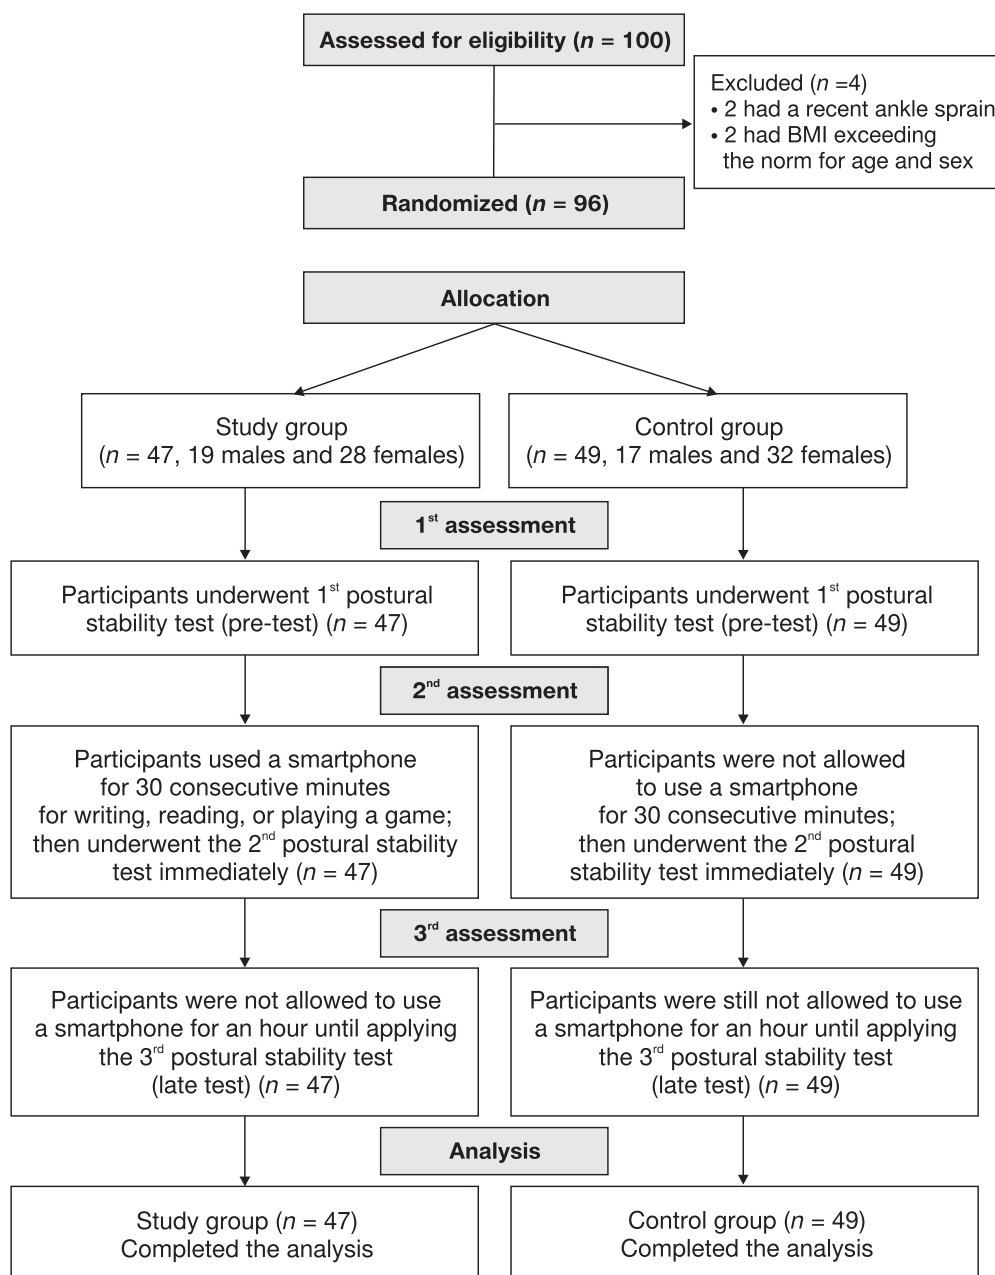 Assessed for eligibility (n = 100)
Excluded (n =4)
• 2 had a recent ankle sprain
• 2 had BMI exceeding
the norm for age and sex
Randomized (n = 96)
Allocation
Study group
(n = 47, 19 males and 28 females)
Control group
(n = 49, 17 males and 32 females)
1st assessment
Participants underwent 1st postural
stability test (pre-test) (n = 47)
Participants underwent 1st postural
stability test (pre-test) (n = 49)
2nd assessment
Participants used a smartphone
for 30 consecutive minutes
for writing, reading, or playing a game;
then underwent the 2nd postural stability
test immediately (n = 47)
Participants were not allowed
to use a smartphone
for 30 consecutive minutes;
then underwent the 2nd postural
stability test immediately (n = 49)
3rd assessment
Participants were not allowed to use
a smartphone for an hour until applying
the 3rd postural stability test
(late test) (n = 47)
Participants were still not allowed to use
a smartphone for an hour until applying
the 3rd postural stability test
(late test) (n = 49)
Analysis
Study group (n = 47)
Completed the analysis
Control group (n = 49)
Completed the analysis